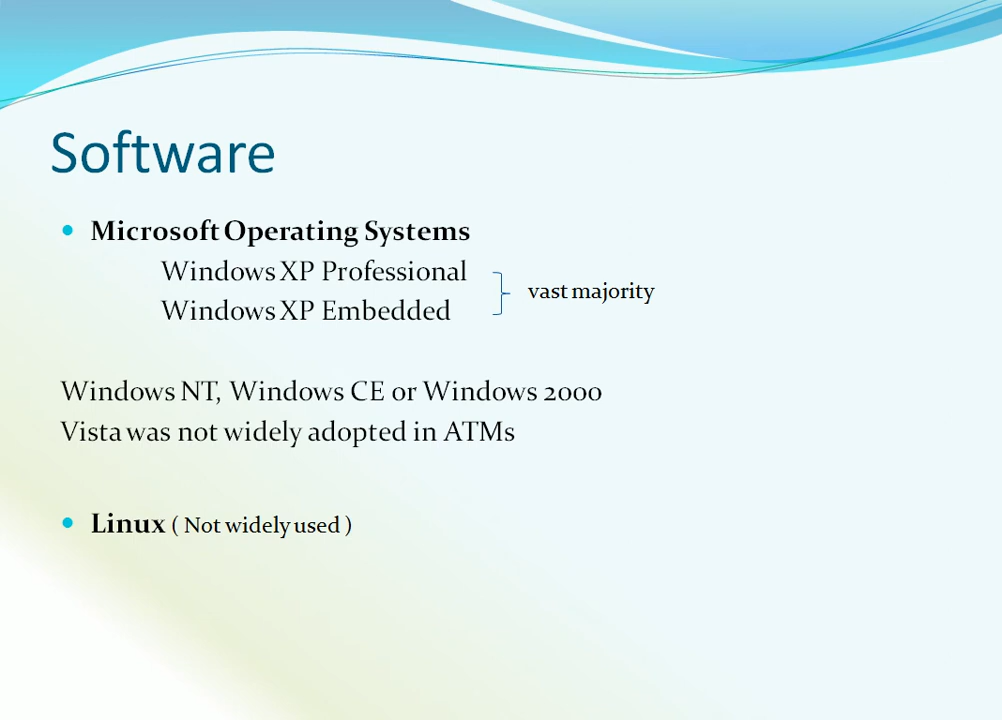 Software
• Microsoft Operating Systems
Windows XP Professional
Windows XP Embedded
vast majority
Windows NT, Windows CE or Windows 2000
Vista was not widely adopted in ATMs
• Linux ( Not widely used )